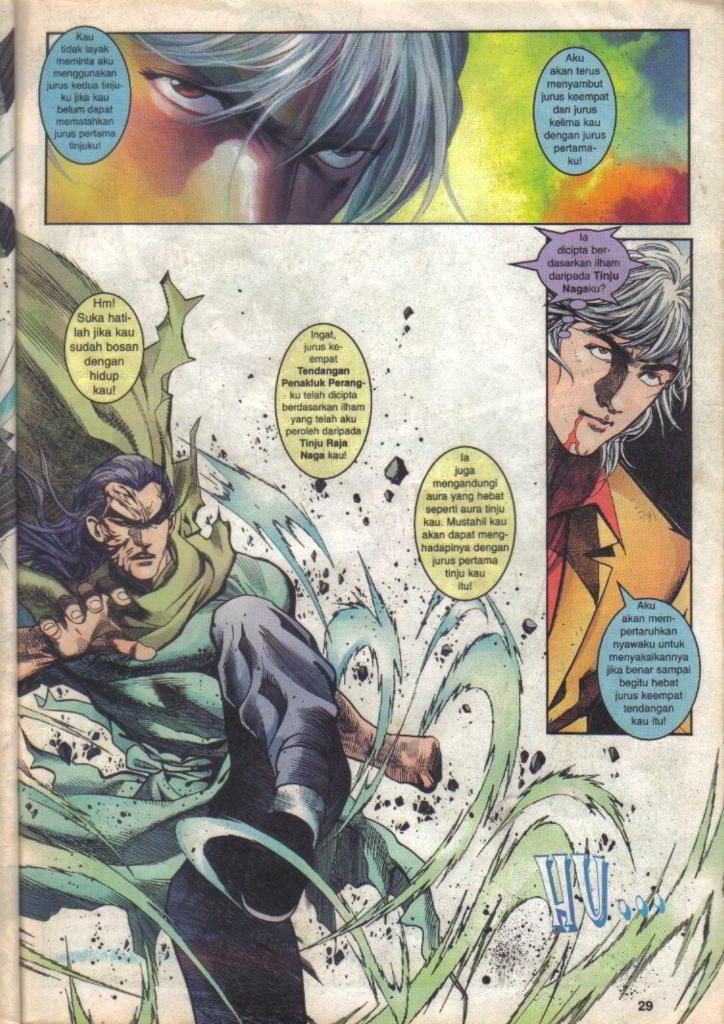 Kau
tidak layak
meminta aku
menggunakan
jurus kedua tinju-
ku jika kau
belum dapat
mematahkan
jurus pertama
tinjuku!
Aku
akan terus
menyambut
jurus keempat
dan jurus
kelima kau
dengan jurus
pertama-
ku!
Ia
dicipta ber-
dasarkan ilham
daripada Tinju
Nagaku?
Hm!
Suka hati-
lah jika kau
sudah bosan
dengan
hidup
kau!
Ingat,
jurus ke-
empat
Tendangan
Penakluk Perang-
ku telah dicipta
berdasarkan ilham
yang telah aku
peroleh daripada
Tinju Raja
Naga kau!
Ia
juga
mengandungi
aura yang hebat
seperti aura tinju
kau. Mustahil kau
akan dapat meng-
hadapinya dengan
jurus pertama
tinju kau
itu!
Aku
akan mem-
pertaruhkan
nyawaku untuk
menyaksikannya
jika benar sampai
begitu hebat
jurus keempat
tendangan
kau itu!
HU...
29